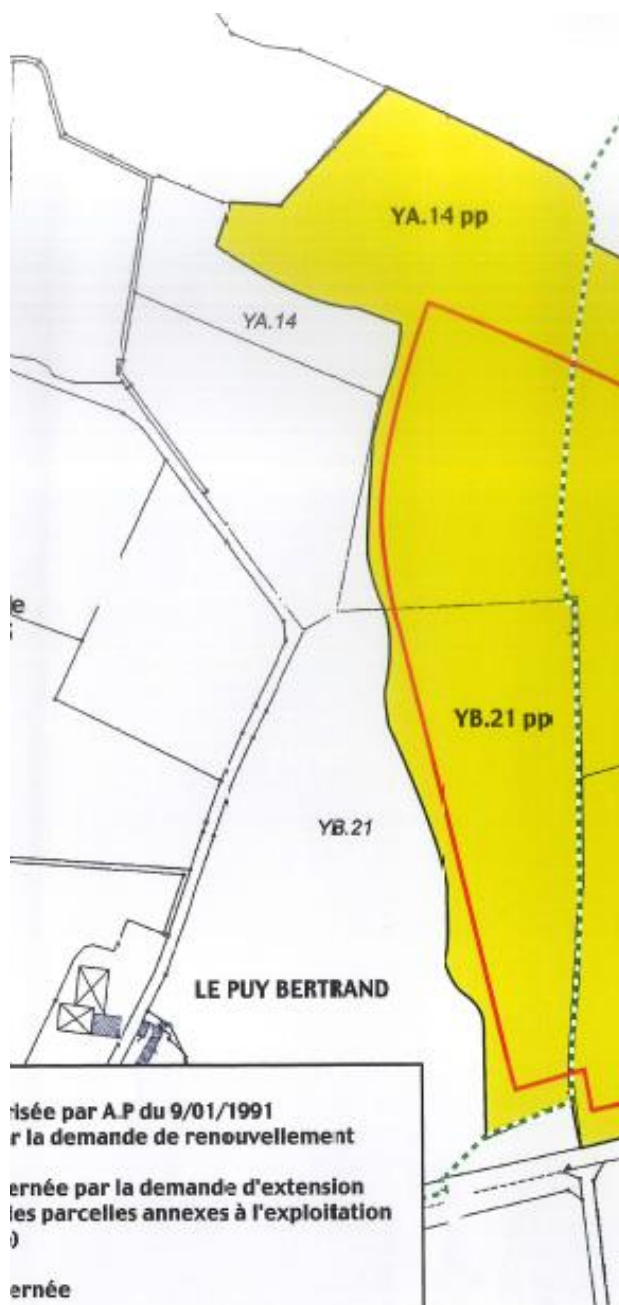 YA.14 pp
YA.14
YB.21 pp
YB.21
LE PUY BERTRAND
risée par A.P du 9/01/1991
r la demande de renouvellement
ernée par la demande d'extension
les parcelles annexes à l'exploitation
)
ernée